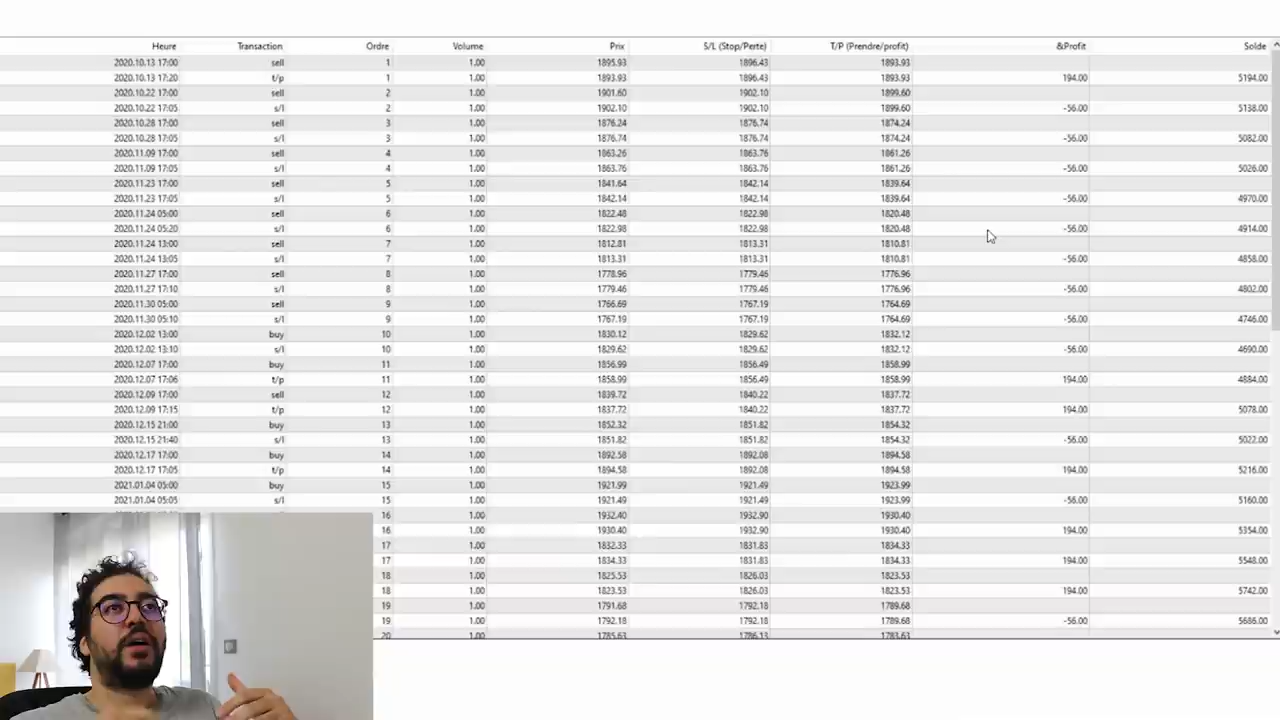 Heure Transaction Ordre Volume Prix S/L (Stop/Perte) T/P (Prendre/profit) &Profit Solde
2020.10.13 17:00 sell 1 1.00 1895.93 1896.43 1893.93
2020.10.13 17:20 t/p 1 1.00 1893.93 1896.43 1893.93 194.00 5194.00
2020.10.22 17:00 sell 2 1.00 1901.60 1902.10 1899.60
2020.10.22 17:05 s/l 2 1.00 1902.10 1902.10 1899.60 -56.00 5138.00
2020.10.28 17:00 sell 3 1.00 1876.24 1876.74 1874.24
2020.10.28 17:05 s/l 3 1.00 1876.74 1876.74 1874.24 -56.00 5082.00
2020.11.09 17:00 sell 4 1.00 1863.26 1863.76 1861.26
2020.11.09 17:05 s/l 4 1.00 1863.76 1863.76 1861.26 -56.00 5026.00
2020.11.23 17:00 sell 5 1.00 1841.64 1842.14 1839.64
2020.11.23 17:05 s/l 5 1.00 1842.14 1842.14 1839.64 -56.00 4970.00
2020.11.24 05:00 sell 6 1.00 1822.48 1822.98 1820.48
2020.11.24 05:20 s/l 6 1.00 1822.98 1822.98 1820.48 -56.00 4914.00
2020.11.24 13:00 sell 7 1.00 1812.81 1813.31 1810.81
2020.11.24 13:05 s/l 7 1.00 1813.31 1813.31 1810.81 -56.00 4858.00
2020.11.27 17:00 sell 8 1.00 1778.96 1779.46 1776.96
2020.11.27 17:10 s/l 8 1.00 1779.46 1779.46 1776.96 -56.00 4802.00
2020.11.30 05:00 sell 9 1.00 1766.69 1767.19 1764.69
2020.11.30 05:10 s/l 9 1.00 1767.19 1767.19 1764.69 -56.00 4746.00
2020.12.02 13:00 buy 10 1.00 1830.12 1829.62 1832.12
2020.12.02 13:10 s/l 10 1.00 1829.62 1829.62 1832.12 -56.00 4690.00
2020.12.07 17:00 buy 11 1.00 1856.99 1856.49 1858.99
2020.12.07 17:06 t/p 11 1.00 1858.99 1856.49 1858.99 194.00 4884.00
2020.12.09 17:00 sell 12 1.00 1839.72 1840.22 1837.72
2020.12.09 17:15 t/p 12 1.00 1837.72 1840.22 1837.72 194.00 5078.00
2020.12.15 21:00 buy 13 1.00 1852.32 1851.82 1854.32
2020.12.15 21:40 s/l 13 1.00 1851.82 1851.82 1854.32 -56.00 5022.00
2020.12.17 17:00 buy 14 1.00 1892.58 1892.08 1894.58
2020.12.17 17:05 t/p 14 1.00 1894.58 1892.08 1894.58 194.00 5216.00
2021.01.04 05:00 buy 15 1.00 1921.99 1921.49 1923.99
2021.01.04 05:05 s/l 15 1.00 1921.49 1921.49 1923.99 -56.00 5160.00
16 1.00 1932.40 1932.90 1930.40
16 1.00 1930.40 1932.90 1930.40 194.00 5354.00
17 1.00 1832.33 1831.83 1834.33
17 1.00 1834.33 1831.83 1834.33 194.00 5548.00
18 1.00 1825.53 1826.03 1823.53
18 1.00 1823.53 1826.03 1823.53 194.00 5742.00
19 1.00 1791.68 1792.18 1789.68
19 1.00 1792.18 1792.18 1789.68 -56.00 5686.00
20 1.00 1785.63 1786.13 1783.63